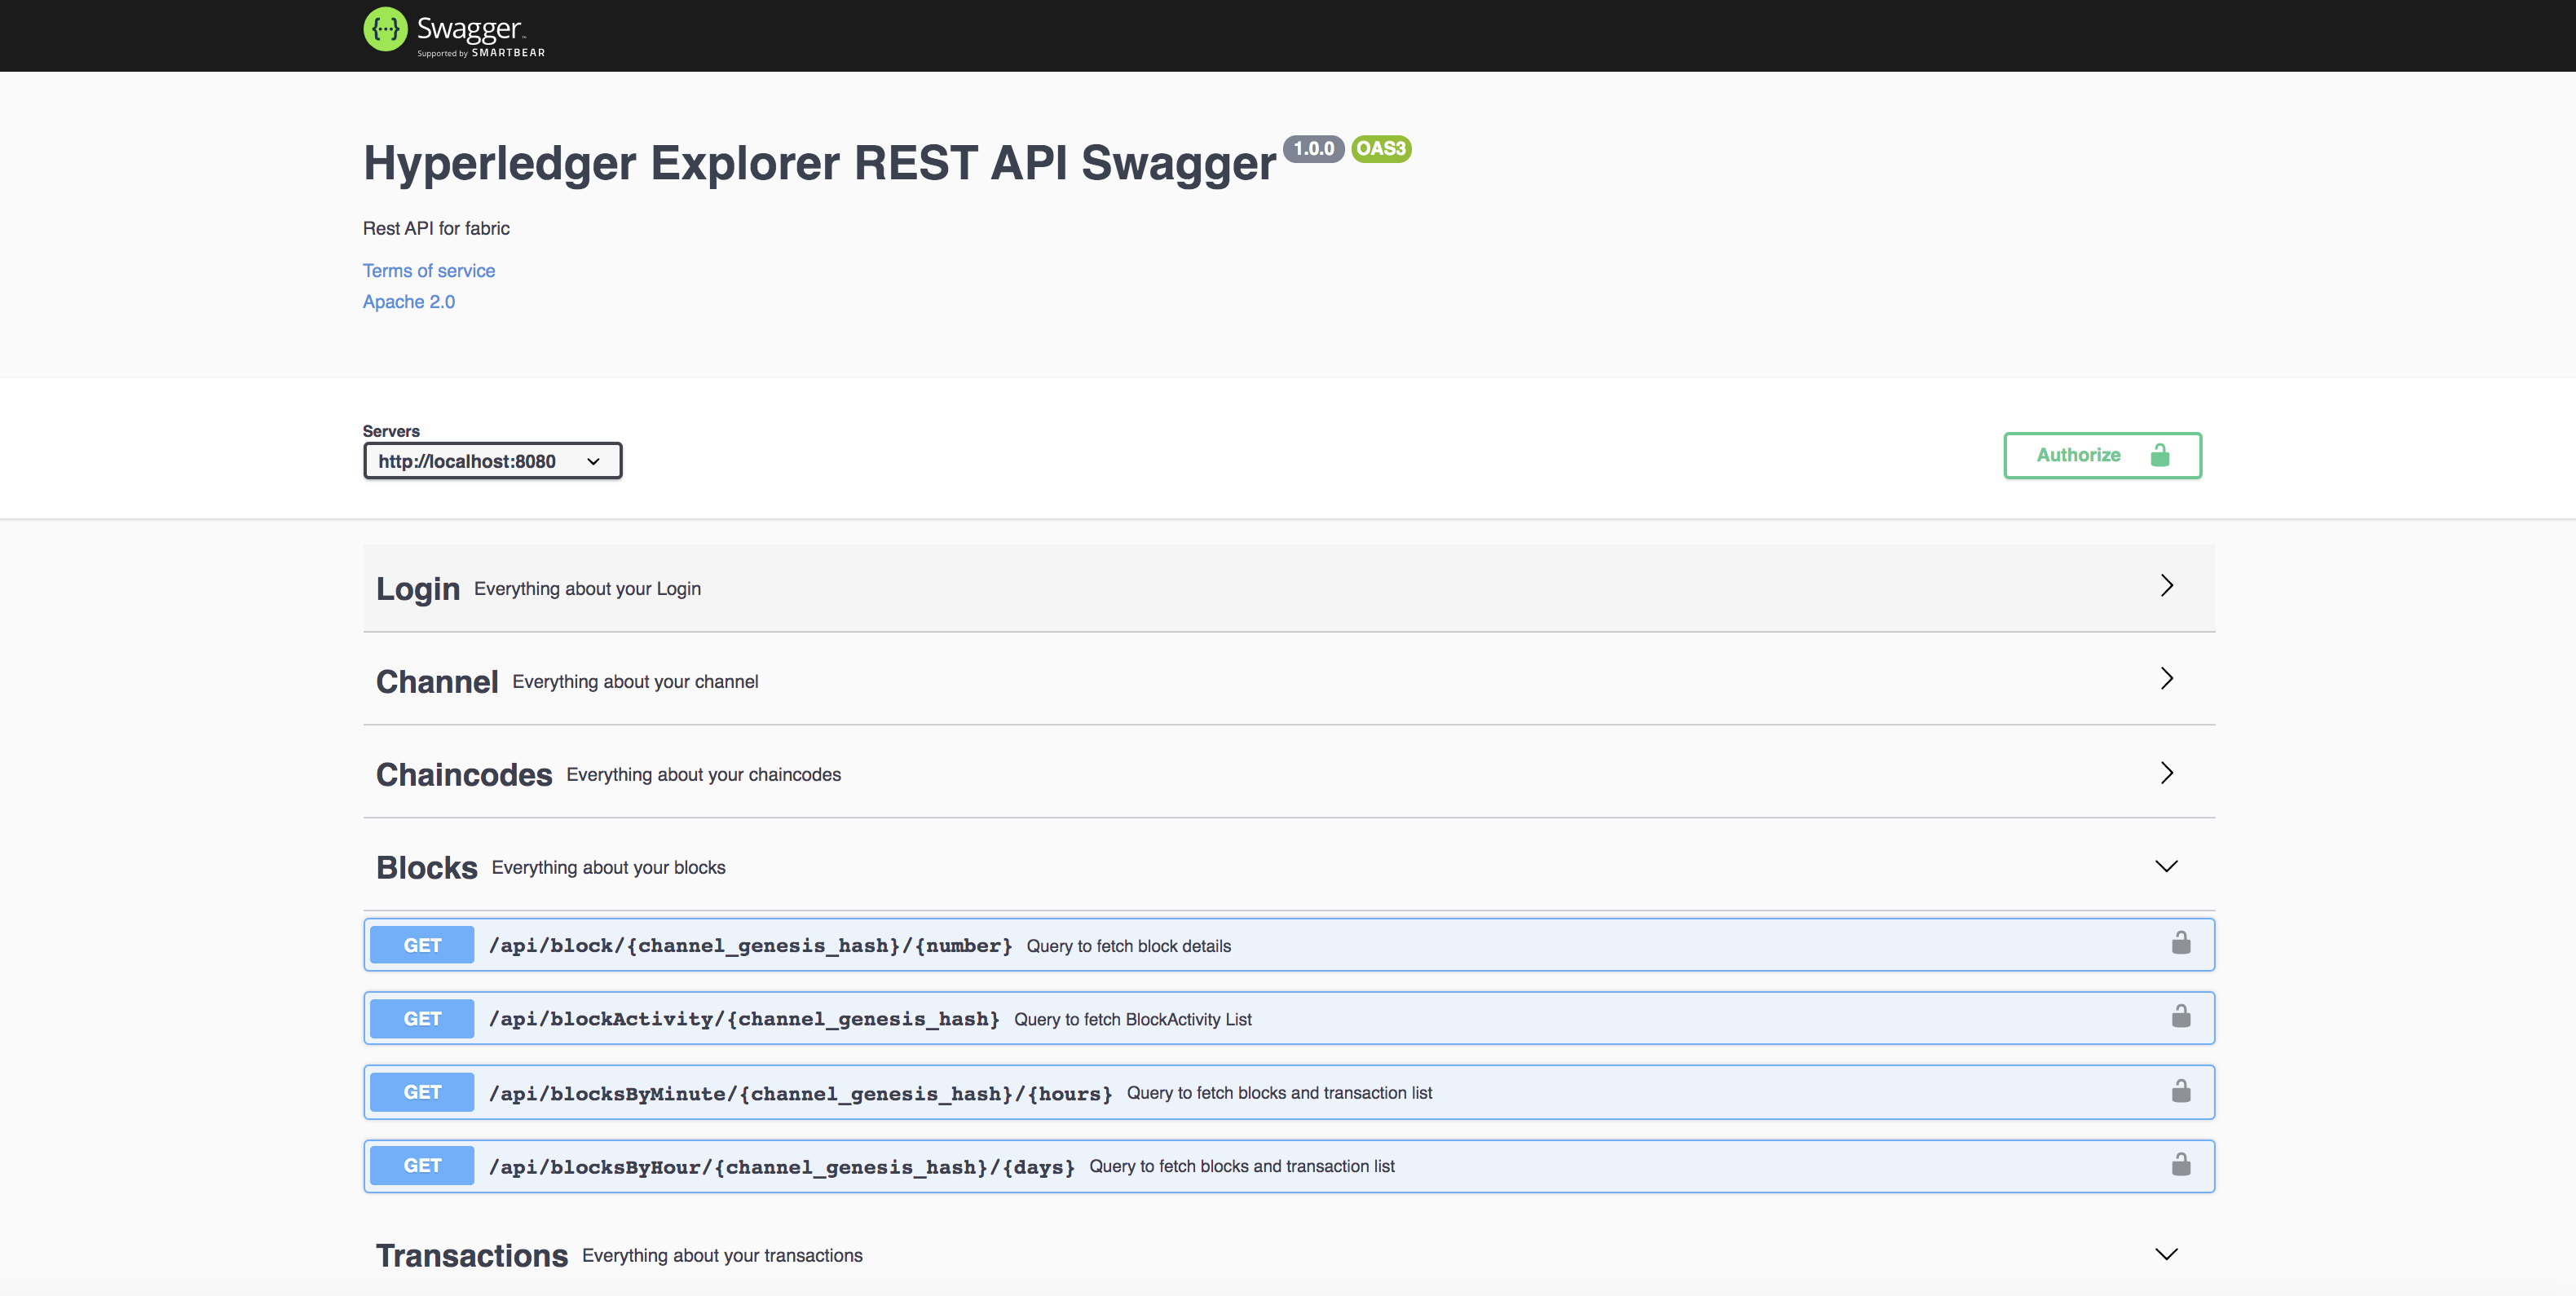 {···} Swagger™
Supported by SMARTBEAR
Hyperledger Explorer REST API Swagger 1.0.0 OAS3
Rest API for fabric
Terms of service
Apache 2.0
Servers
http://localhost:8080
Authorize
Login Everything about your Login
Channel Everything about your channel
Chaincodes Everything about your chaincodes
Blocks Everything about your blocks
GET /api/block/{channel_genesis_hash}/{number} Query to fetch block details
GET /api/blockActivity/{channel_genesis_hash} Query to fetch BlockActivity List
GET /api/blocksByMinute/{channel_genesis_hash}/{hours} Query to fetch blocks and transaction list
GET /api/blocksByHour/{channel_genesis_hash}/{days} Query to fetch blocks and transaction list
Transactions Everything about your transactions